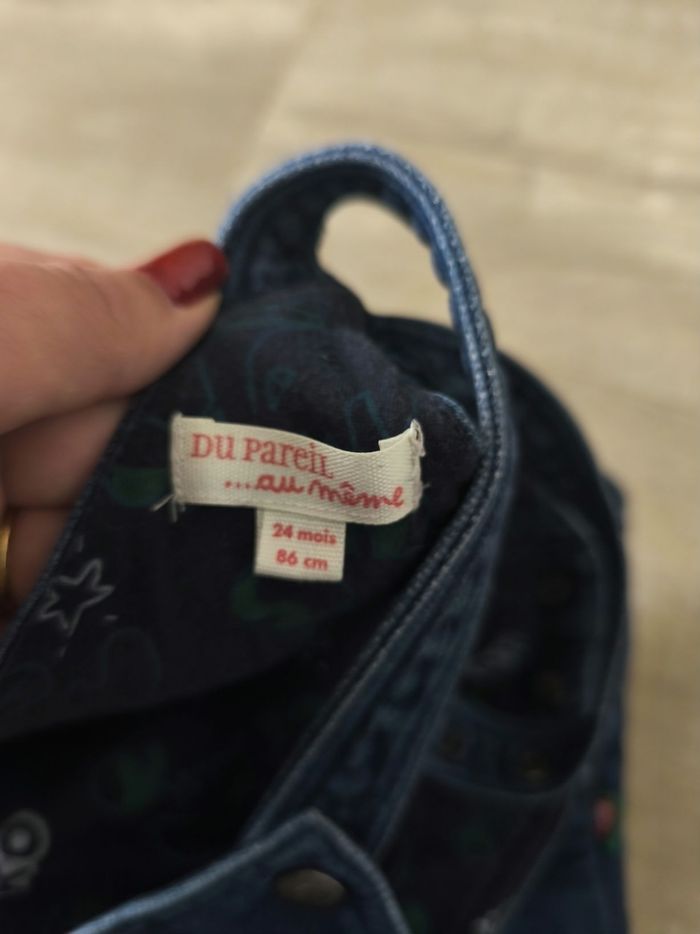 DU PAREIL
...au même
24 mois
86 cm